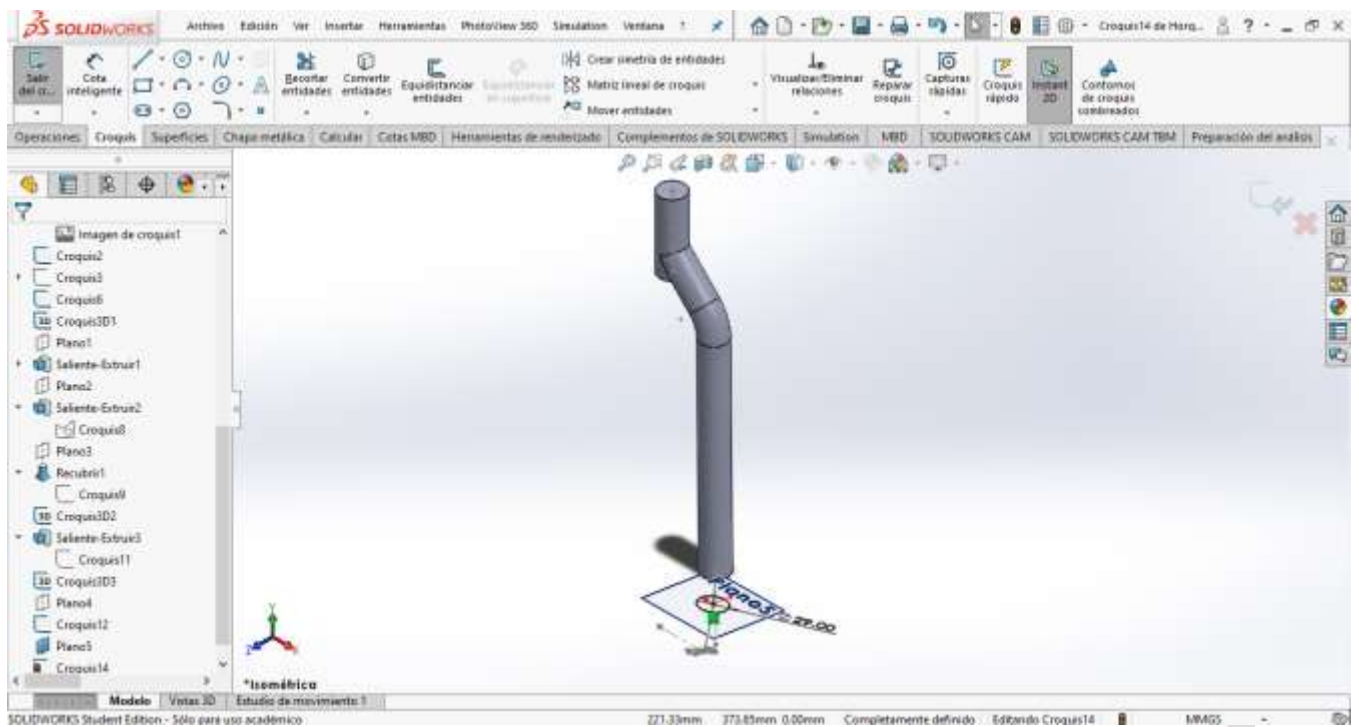 SOLIDWORKS
Archivo Edición Ver Insertar Herramientas PhotoView 360 Simulation Ventana ?
Croquis14 de Horq...
Salir del cr...
Cota inteligente
Recortar entidades
Convertir entidades
Equidistanciar entidades
Crear simetría de entidades
Matriz lineal de croquis
Mover entidades
Visualizar/Eliminar relaciones
Reparar croquis
Capturas rápidas
Croquis rápido
Instant 2D
Contornos de croquis sombreados
Operaciones Croquis Superficies Chapa metálica Calcular Cotas MBD Herramientas de renderizado Complementos de SOLIDWORKS Simulation MBD SOLIDWORKS CAM SOLIDWORKS CAM TBM Preparación del análisis
Imagen de croquis1
Croquis2
Croquis3
Croquis6
Croquis3D1
Plano1
Saliente-Extruir1
Plano2
Saliente-Extruir2
Croquis8
Plano3
Recubrir1
Croquis9
Croquis3D2
Saliente-Extruir3
Croquis11
Croquis3D3
Plano4
Croquis12
Plano5
Croquis14
Plano5
29.00
Y
Z
X
*Isométrica
Modelo Vistas 3D Estudio de movimiento 1
SOLIDWORKS Student Edition - Sólo para uso académico 221.33mm 373.85mm 0.00mm Completamente definido Editando Croquis14 MMGS